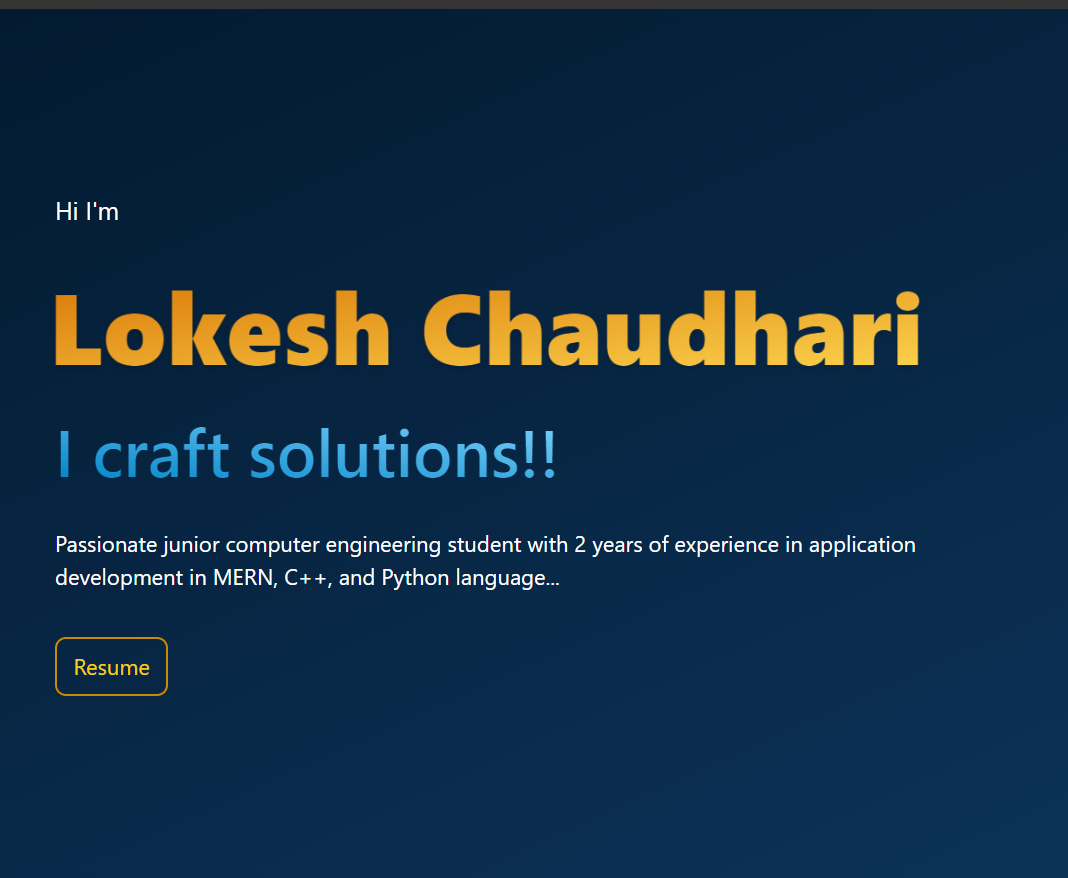 Hi I'm
Lokesh Chaudhari
I craft solutions!!
Passionate junior computer engineering student with 2 years of experience in application
development in MERN, C++, and Python language...
Resume